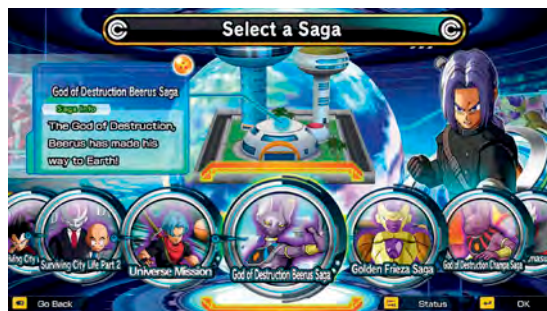 Select a Saga
God of Destruction Beerus Saga
Saga Info
The God of Destruction,
Beerus has made his
way to Earth!
Surviving City Life Part 2
Universe Mission
God of Destruction Beerus Saga
Golden Frieza Saga
God of Destruction Champa Saga
Go Back
Status
OK